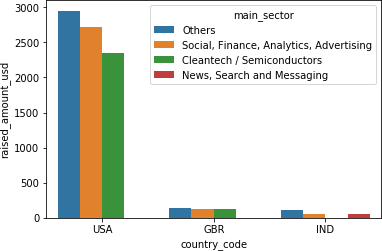 main_sector
Others
Social, Finance, Analytics, Advertising
Cleantech / Semiconductors
News, Search and Messaging
raised_amount_usd
3000
2500
2000
1500
1000
500
0
USA
GBR
IND
country_code